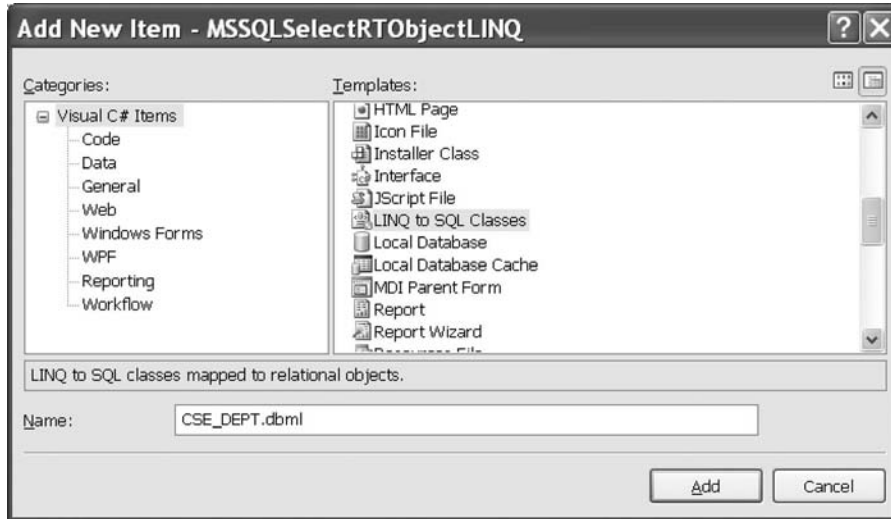 Add New Item - MSSQLSelectRTObjectLINQ
Categories:
Templates:
Visual C# Items
Code
Data
General
Web
Windows Forms
WPF
Reporting
Workflow
HTML Page
Icon File
Installer Class
Interface
JScript File
LINQ to SQL Classes
Local Database
Local Database Cache
MDI Parent Form
Report
Report Wizard
LINQ to SQL classes mapped to relational objects.
Name:
CSE_DEPT.dbml
Add
Cancel